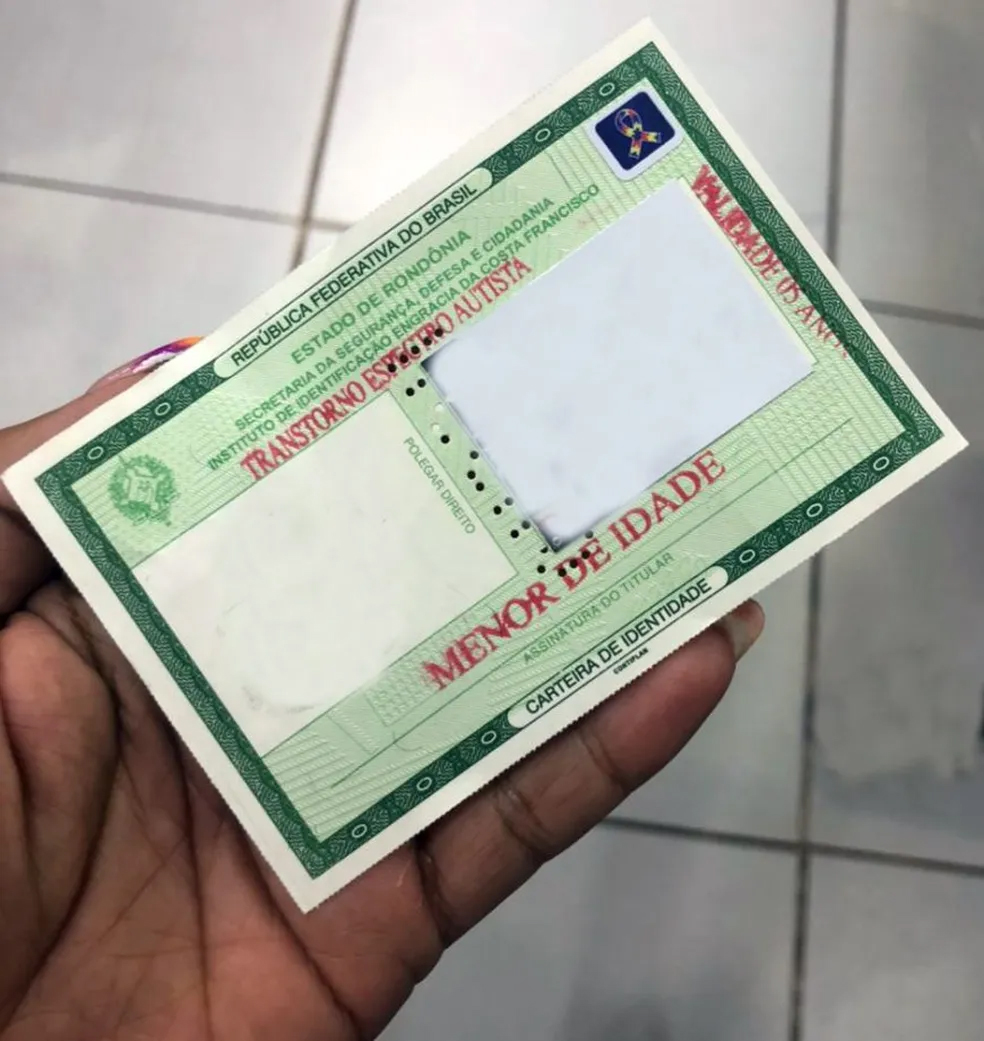 REPÚBLICA FEDERATIVA DO BRASIL
ESTADO DE RONDÔNIA
SECRETARIA DA SEGURANÇA, DEFESA E CIDADANIA
INSTITUTO DE IDENTIFICAÇÃO ENGRACIA DA COSTA FRANCISCO
TRANSTORNO ESPECTRO AUTISTA
VALIDADE 05 ANOS
POLEGAR DIREITO
MENOR DE IDADE
ASSINATURA DO TITULAR
CARTEIRA DE IDENTIDADE
CONTIPLAN